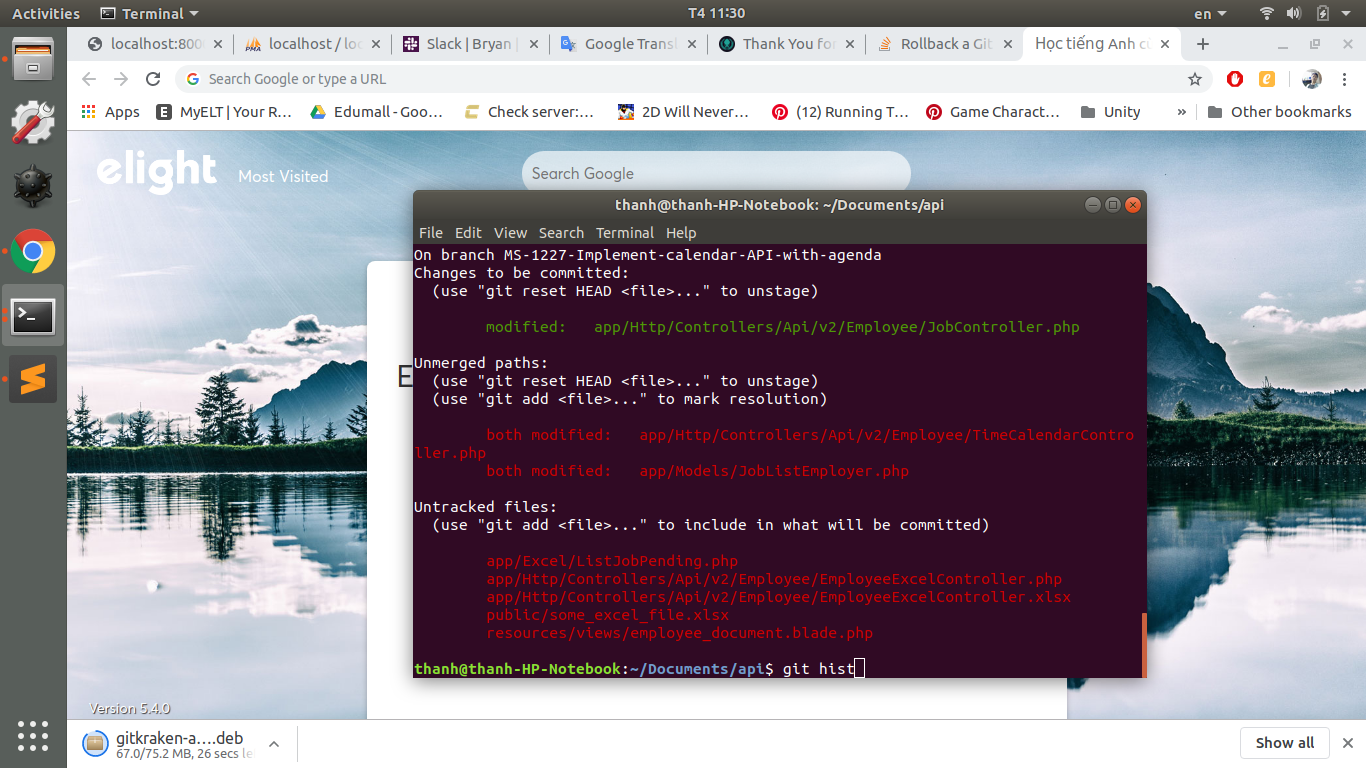 Activities
Terminal
T4 11:30
en
localhost:800
localhost / loc
Slack | Bryan |
Google Transl
Thank You for
Rollback a Git
Học tiếng Anh c
Search Google or type a URL
Apps
MyELT | Your R...
Edumall - Goo...
Check server:...
2D Will Never...
(12) Running T...
Game Charact...
Unity
»
Other bookmarks
elight
Most Visited
Search Google
E
thanh@thanh-HP-Notebook: ~/Documents/api
File Edit View Search Terminal Help
On branch MS-1227-Implement-calendar-API-with-agenda
Changes to be committed:
(use "git reset HEAD <file>..." to unstage)
modified: app/Http/Controllers/Api/v2/Employee/JobController.php
Unmerged paths:
(use "git reset HEAD <file>..." to unstage)
(use "git add <file>..." to mark resolution)
both modified: app/Http/Controllers/Api/v2/Employee/TimeCalendarContro
ller.php
both modified: app/Models/JobListEmployer.php
Untracked files:
(use "git add <file>..." to include in what will be committed)
app/Excel/ListJobPending.php
app/Http/Controllers/Api/v2/Employee/EmployeeExcelController.php
app/Http/Controllers/Api/v2/Employee/EmployeeExcelController.xlsx
public/some_excel_file.xlsx
resources/views/employee_document.blade.php
thanh@thanh-HP-Notebook:~/Documents/api$ git hist
Version 5.4.0
gitkraken-a....deb
67.0/75.2 MB, 26 secs le
Show all